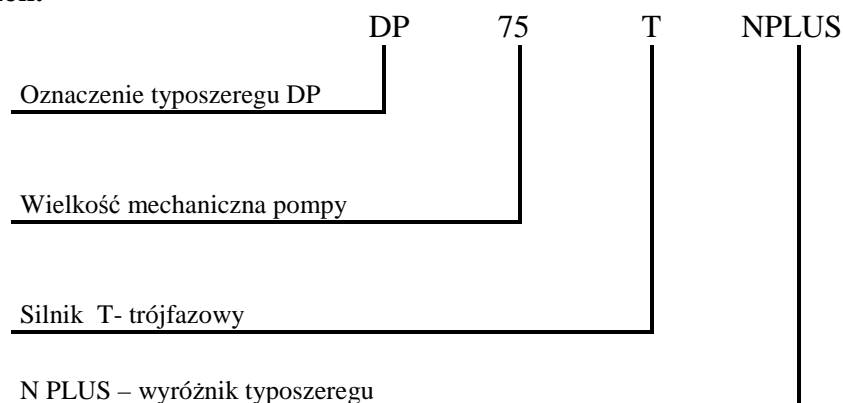 DP 75 T NPLUS
Oznaczenie typoszeregu DP
Wielkość mechaniczna pompy
Silnik T- trójfazowy
N PLUS – wyróżnik typoszeregu